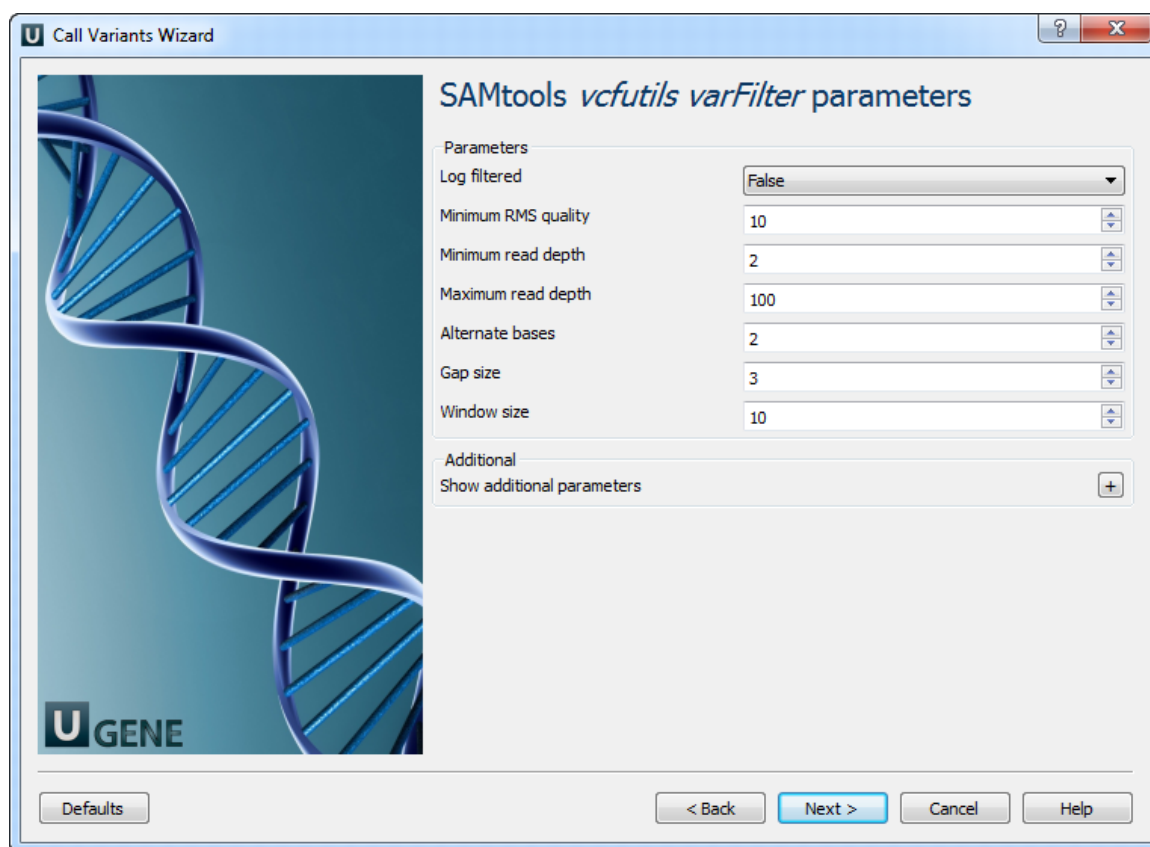 U Call Variants Wizard
SAMtools vcfutils varFilter parameters
Parameters
Log filtered False
Minimum RMS quality 10
Minimum read depth 2
Maximum read depth 100
Alternate bases 2
Gap size 3
Window size 10
Additional
Show additional parameters +
U GENE
Defaults < Back Next > Cancel Help